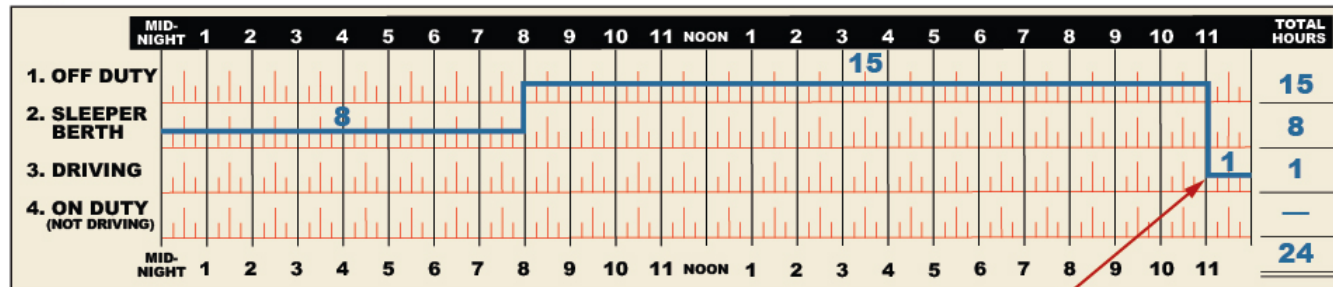 MID-
NIGHT 1 2 3 4 5 6 7 8 9 10 11 NOON 1 2 3 4 5 6 7 8 9 10 11 TOTAL
HOURS
1. OFF DUTY 15 15
2. SLEEPER
BERTH 8 8
3. DRIVING 1 1
4. ON DUTY
(NOT DRIVING) —
MID-
NIGHT 1 2 3 4 5 6 7 8 9 10 11 NOON 1 2 3 4 5 6 7 8 9 10 11 24